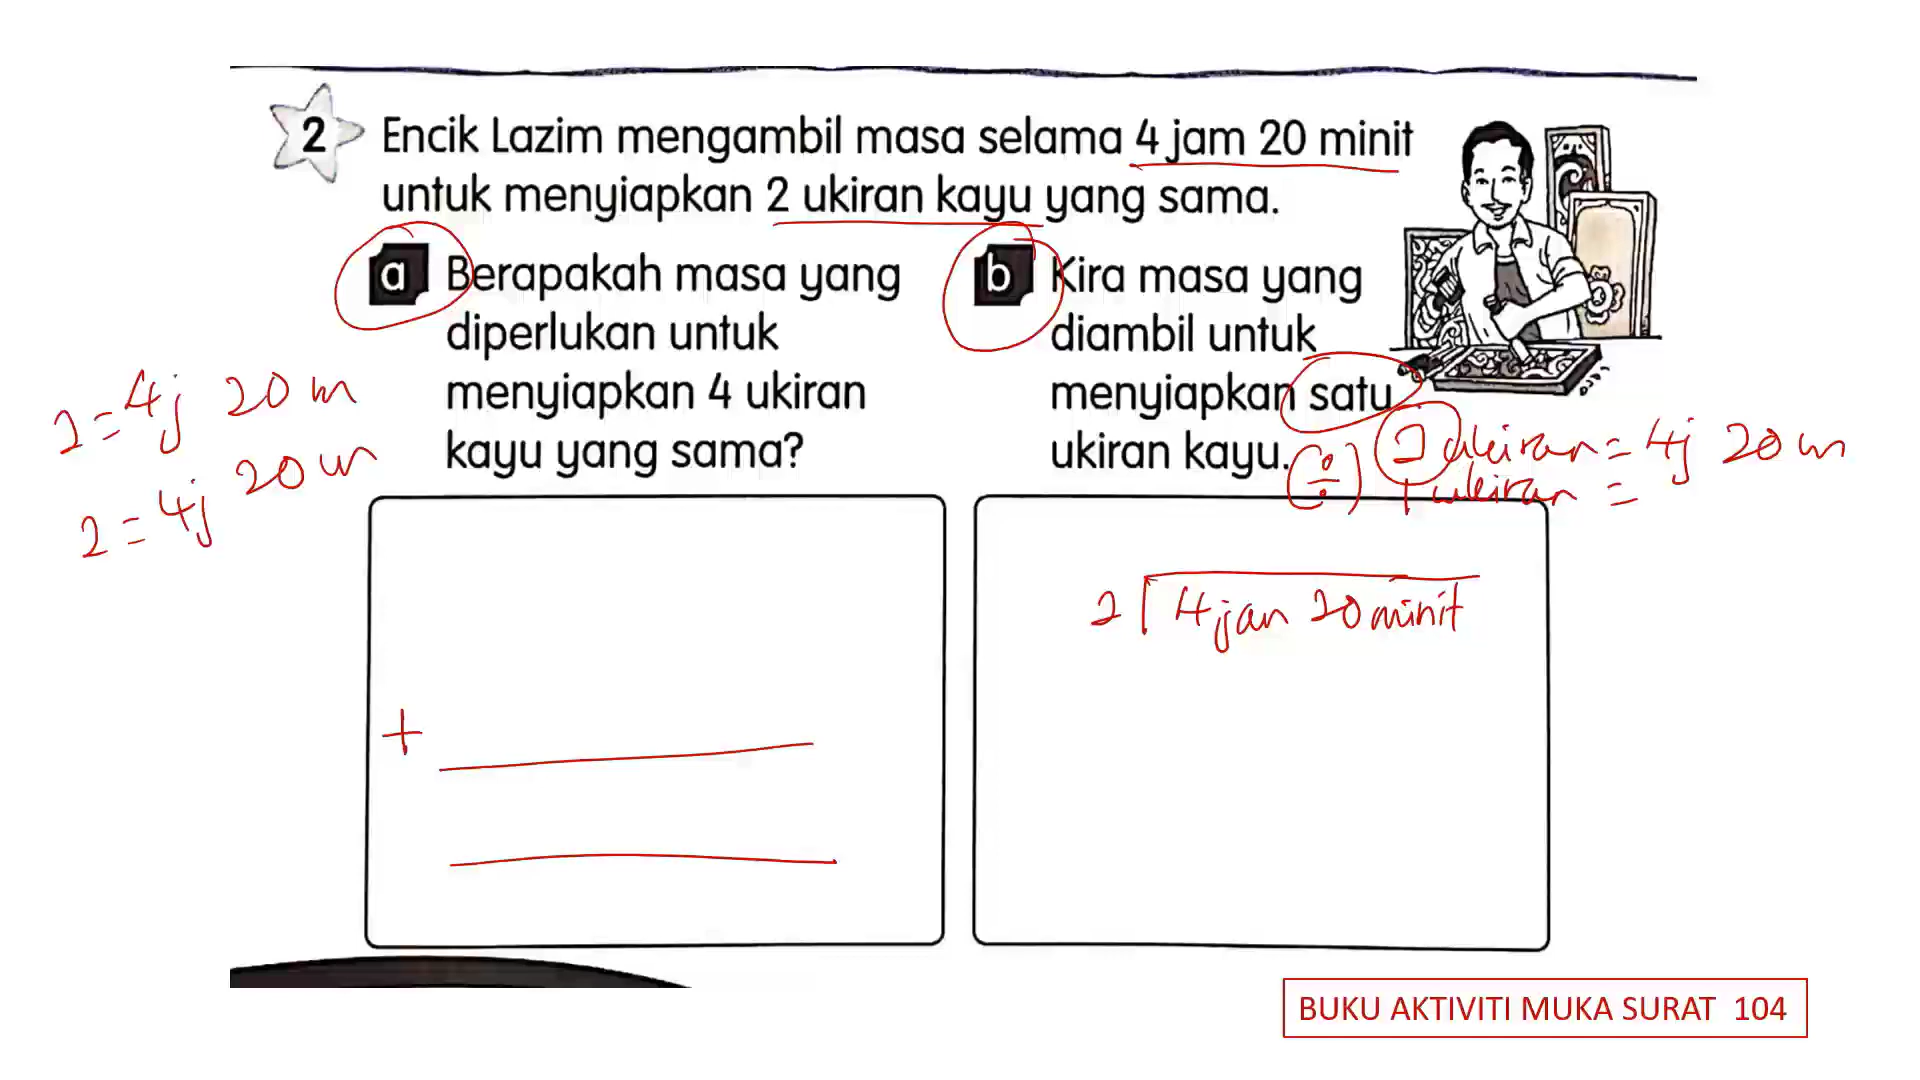 2 Encik Lazim mengambil masa selama 4 jam 20 minit
untuk menyiapkan 2 ukiran kayu yang sama.
a Berapakah masa yang
diperlukan untuk
menyiapkan 4 ukiran
kayu yang sama?
b Kira masa yang
diambil untuk
menyiapkan satu
ukiran kayu.
2 = 4j 20 m
2 = 4j 20 m
(÷) 2 ukiran = 4j 20 m
1 ukiran =
+
2 4 jam 20 minit
BUKU AKTIVITI MUKA SURAT 104